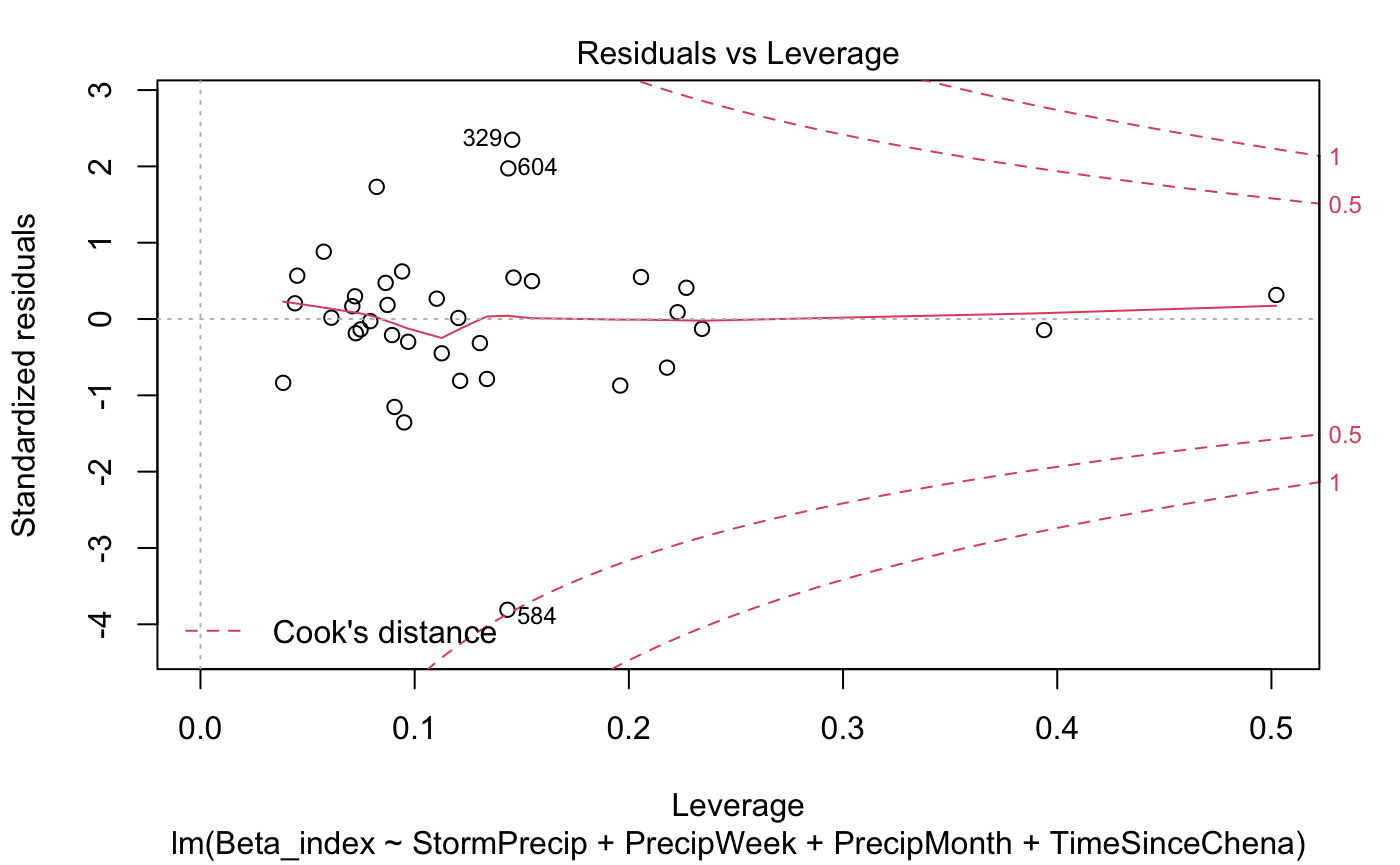 Residuals vs Leverage
Standardized residuals
3
2
1
0
-1
-2
-3
-4
329
604
584
1
0.5
0.5
1
Cook's distance
0.0 0.1 0.2 0.3 0.4 0.5
Leverage
lm(Beta_index ~ StormPrecip + PrecipWeek + PrecipMonth + TimeSinceChena)